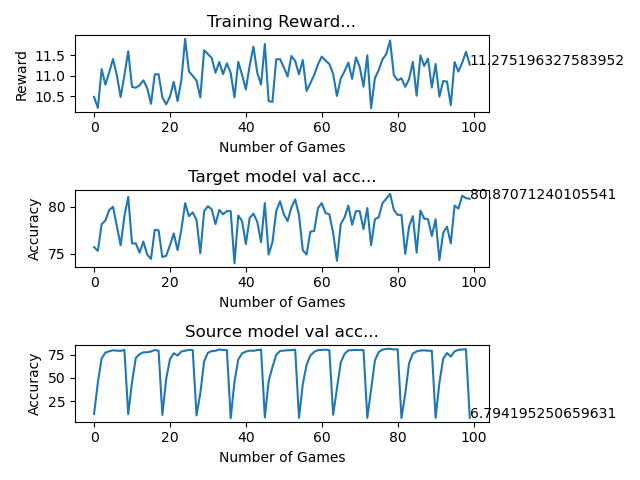 Training Reward...
Reward
11.5
11.0
10.5
11.275196327583952
0 20 40 60 80 100
Number of Games
Target model val acc...
Accuracy
80
75
80.87071240105541
0 20 40 60 80 100
Number of Games
Source model val acc...
Accuracy
75
50
25
6.794195250659631
0 20 40 60 80 100
Number of Games